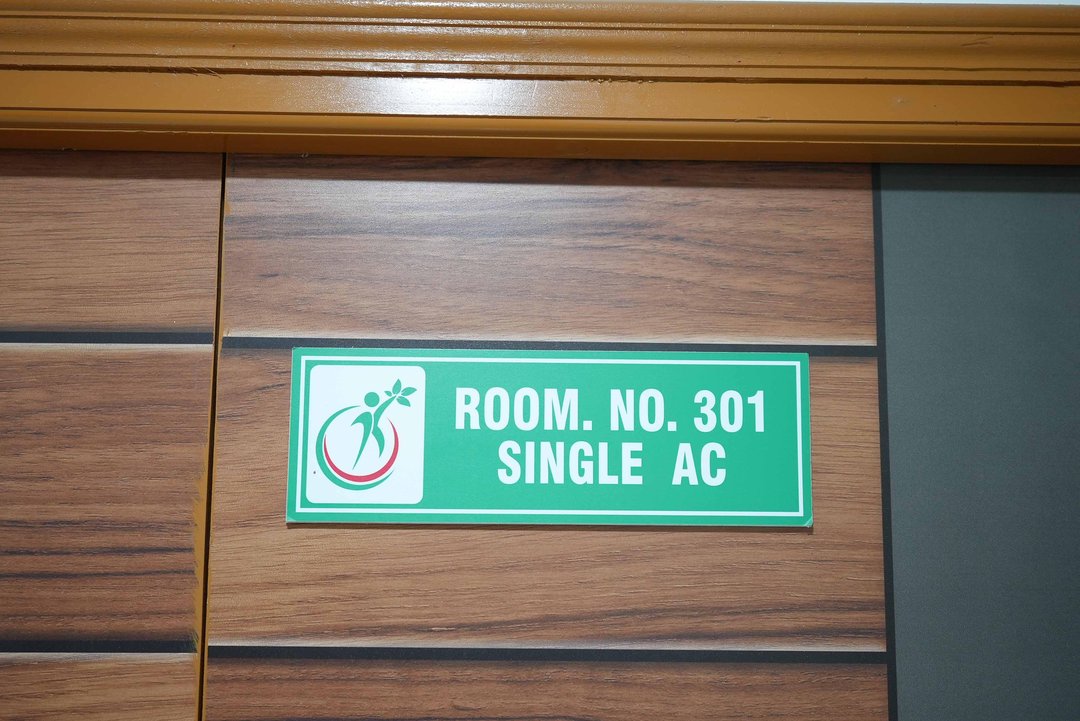 ROOM. NO. 301
SINGLE AC